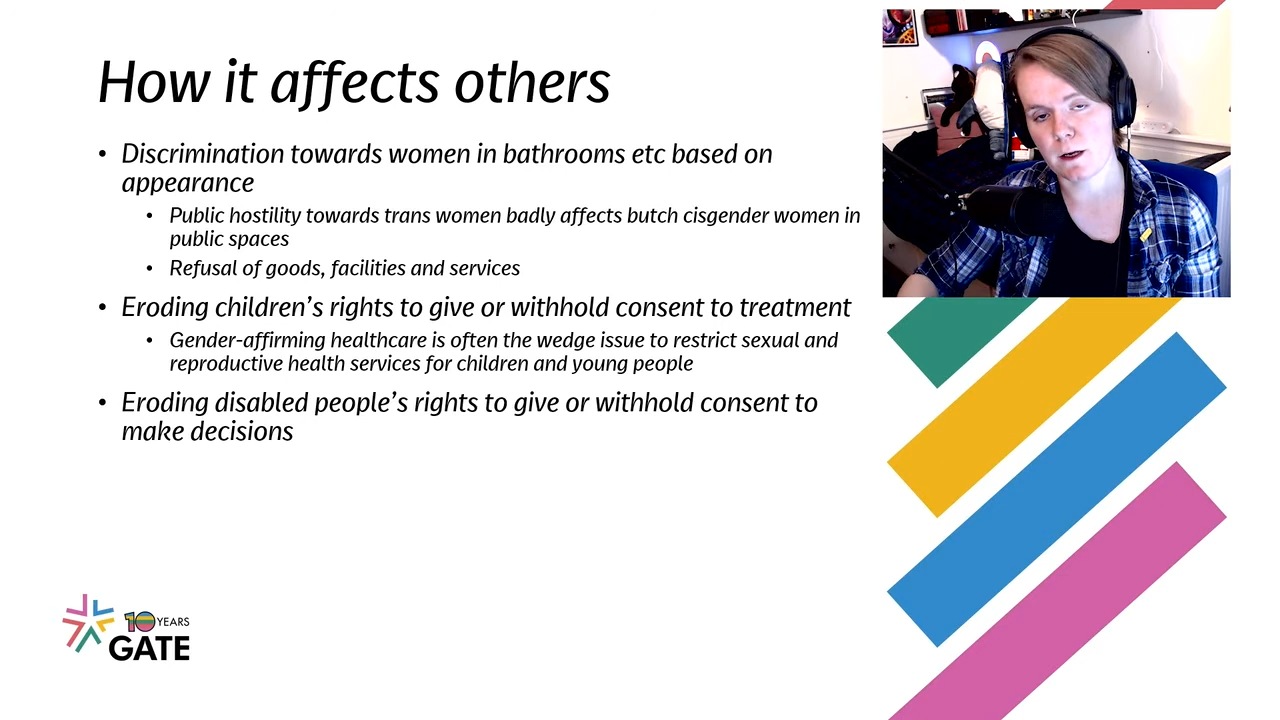 How it affects others
• Discrimination towards women in bathrooms etc based on
appearance
• Public hostility towards trans women badly affects butch cisgender women in
public spaces
• Refusal of goods, facilities and services
• Eroding children’s rights to give or withhold consent to treatment
• Gender-affirming healthcare is often the wedge issue to restrict sexual and
reproductive health services for children and young people
• Eroding disabled people’s rights to give or withhold consent to
make decisions
10 YEARS
GATE